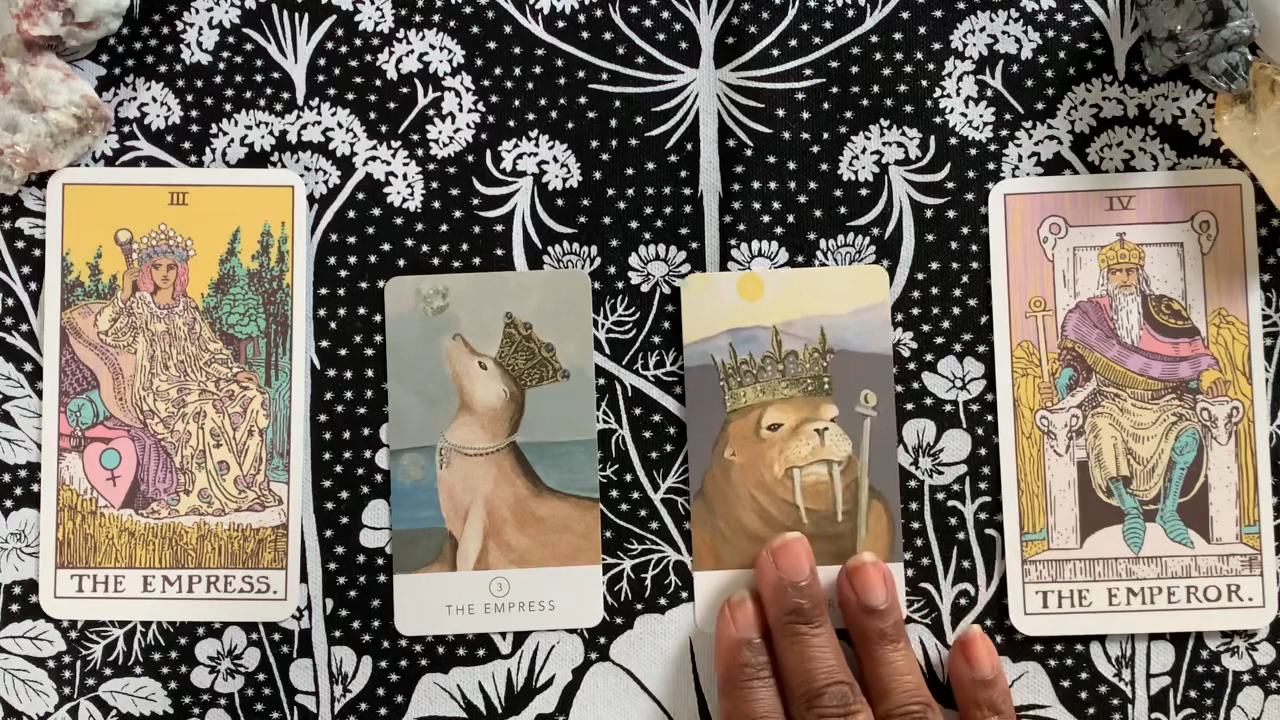 III
THE EMPRESS.
3
THE EMPRESS
IV
THE EMPEROR.